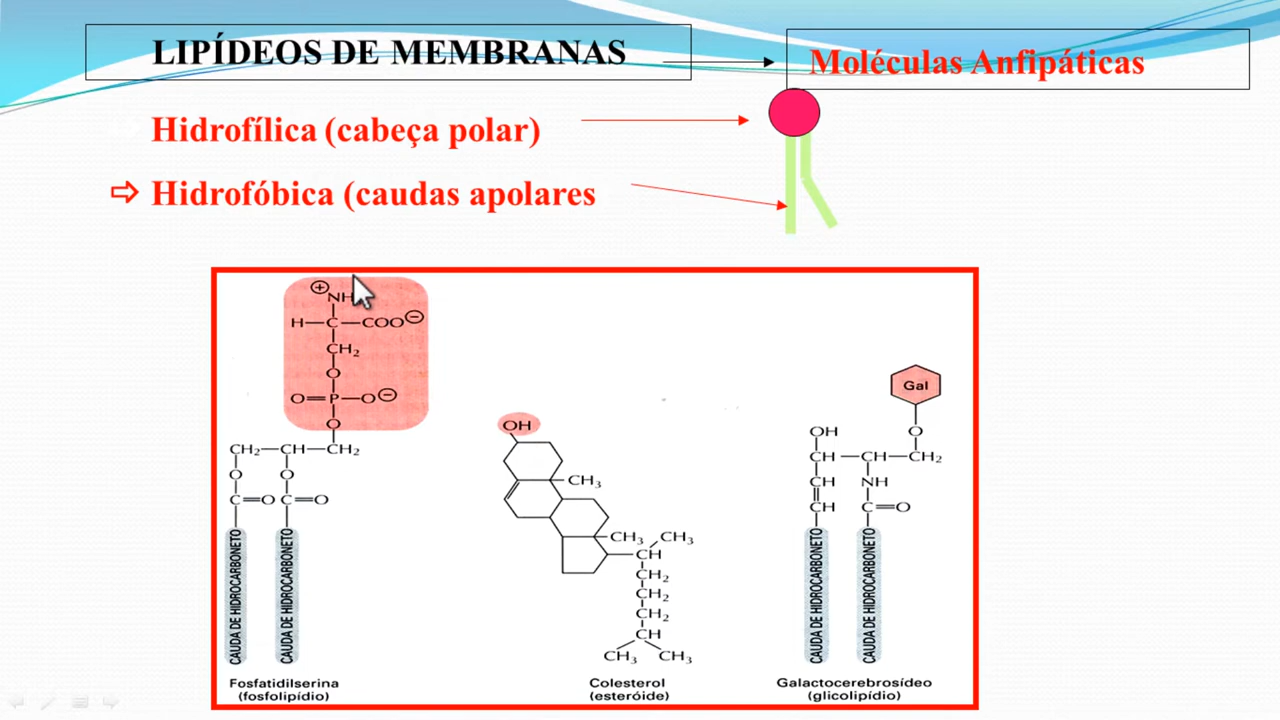 LIPÍDEOS DE MEMBRANAS
Moléculas Anfipáticas
Hidrofílica (cabeça polar)
⇨ Hidrofóbica (caudas apolares
⊕
NH
H—C—COO⊖
CH₂
O
O=P—O⊖
O
CH₂—CH—CH₂
O O
C=O C=O
CAUDA DE HIDROCARBONETO
CAUDA DE HIDROCARBONETO
Fosfatidilserina
(fosfolipídio)
OH
CH₃
CH₃ CH₃
CH
CH₂
CH₂
CH₂
CH
CH₃ CH₃
Colesterol
(esteróide)
Gal
OH O
CH—CH—CH₂
CH NH
CH C=O
CAUDA DE HIDROCARBONETO
CAUDA DE HIDROCARBONETO
Galactocerebrosídeo
(glicolipídio)